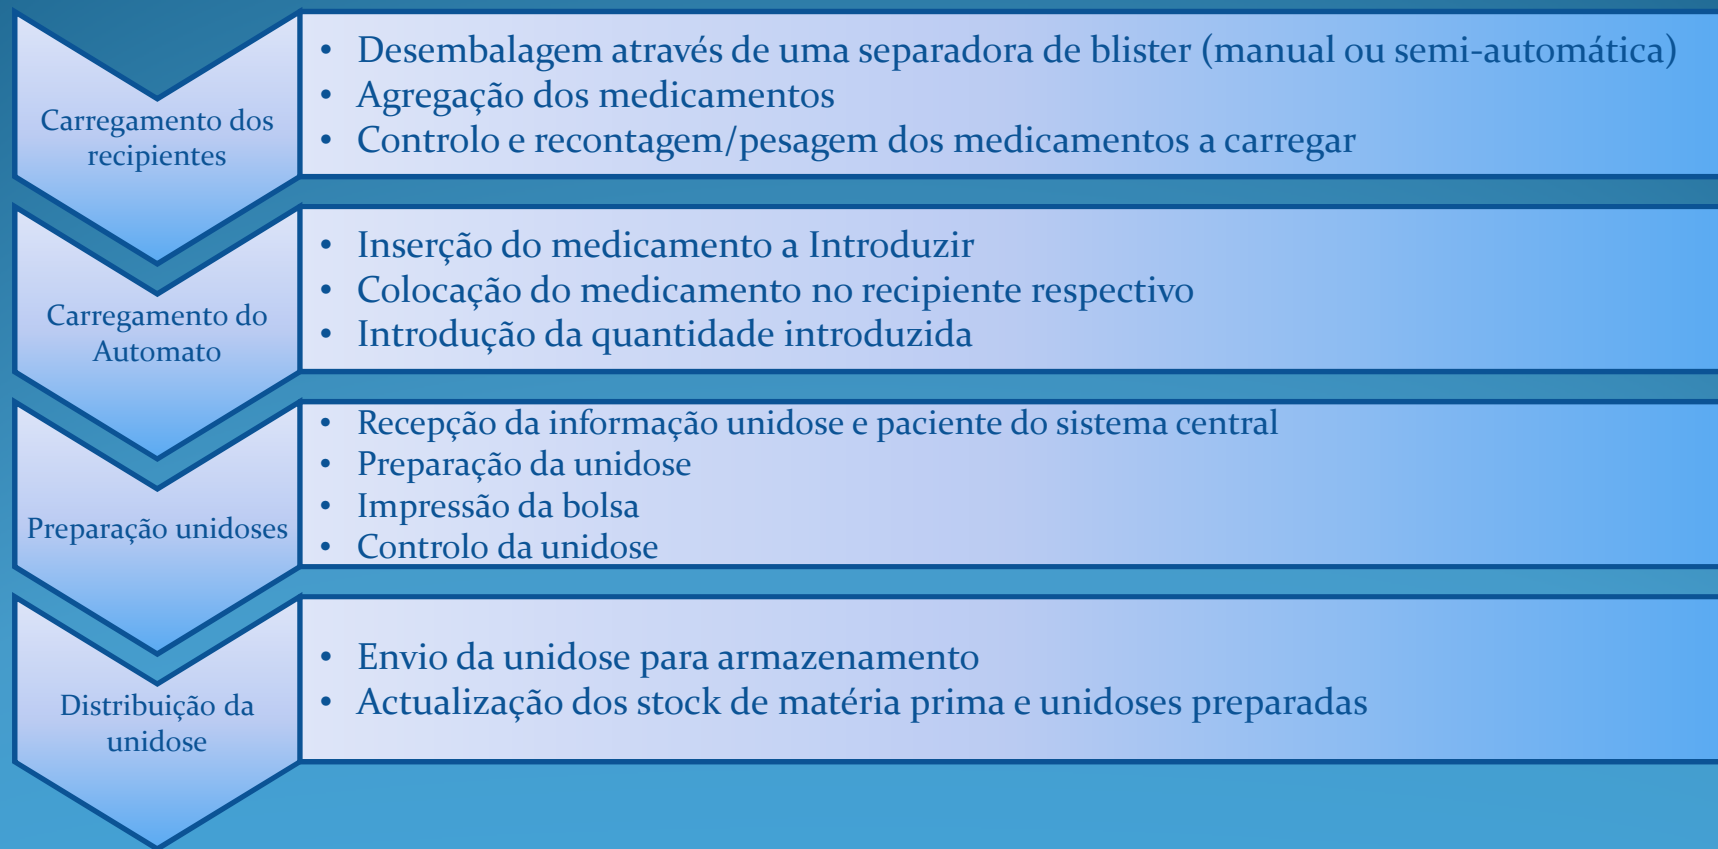 Carregamento dos
recipientes
• Desembalagem através de uma separadora de blister (manual ou semi-automática)
• Agregação dos medicamentos
• Controlo e recontagem/pesagem dos medicamentos a carregar
Carregamento do
Automato
• Inserção do medicamento a Introduzir
• Colocação do medicamento no recipiente respectivo
• Introdução da quantidade introduzida
Preparação unidoses
• Recepção da informação unidose e paciente do sistema central
• Preparação da unidose
• Impressão da bolsa
• Controlo da unidose
Distribuição da
unidose
• Envio da unidose para armazenamento
• Actualização dos stock de matéria prima e unidoses preparadas